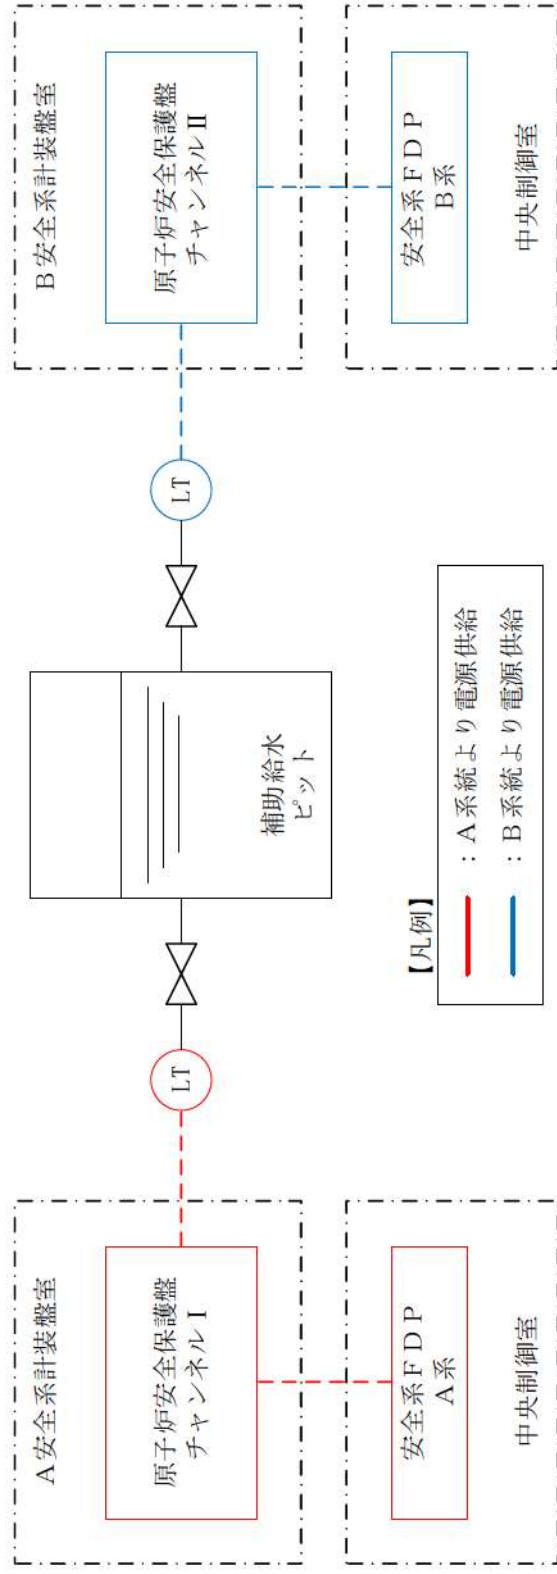 A安全系計装盤室
原子炉安全保護盤
チャンネルⅠ
安全系FDP
A系
中央制御室
LT
補助給水
ピット
LT
B安全系計装盤室
原子炉安全保護盤
チャンネルⅡ
安全系FDP
B系
中央制御室
【凡例】
：A系統より電源供給
：B系統より電源供給